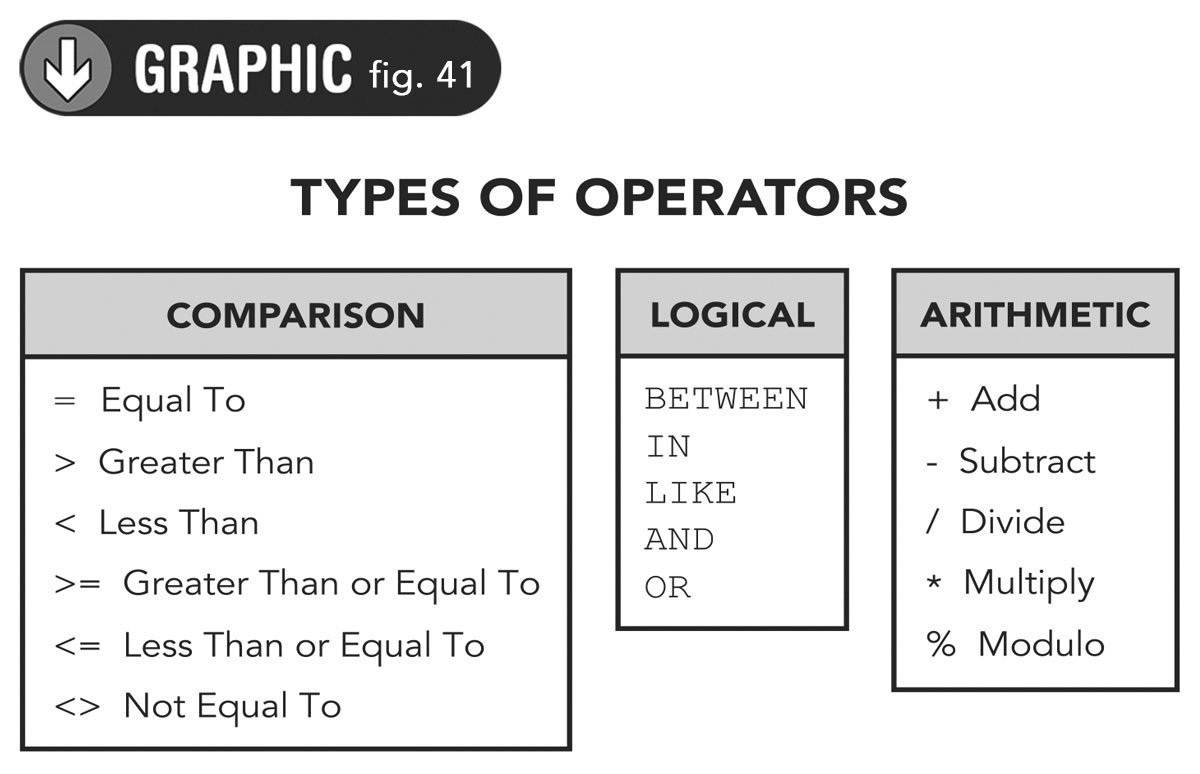 GRAPHIC fig. 41
TYPES OF OPERATORS
COMPARISON
= Equal To
> Greater Than
< Less Than
>= Greater Than or Equal To
<= Less Than or Equal To
<> Not Equal To
LOGICAL
BETWEEN
IN
LIKE
AND
OR
ARITHMETIC
+ Add
- Subtract
/ Divide
* Multiply
% Modulo